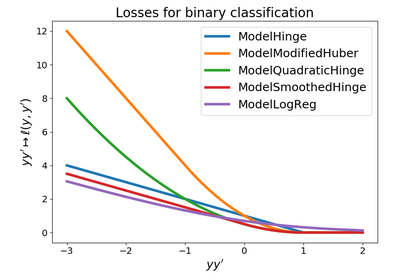 Losses for binary classification
ModelHinge
ModelModifiedHuber
ModelQuadraticHinge
ModelSmoothedHinge
ModelLogReg
12
10
8
6
4
2
0
yy′ ↦ ℓ(y, y′)
−3 −2 −1 0 1 2
yy′